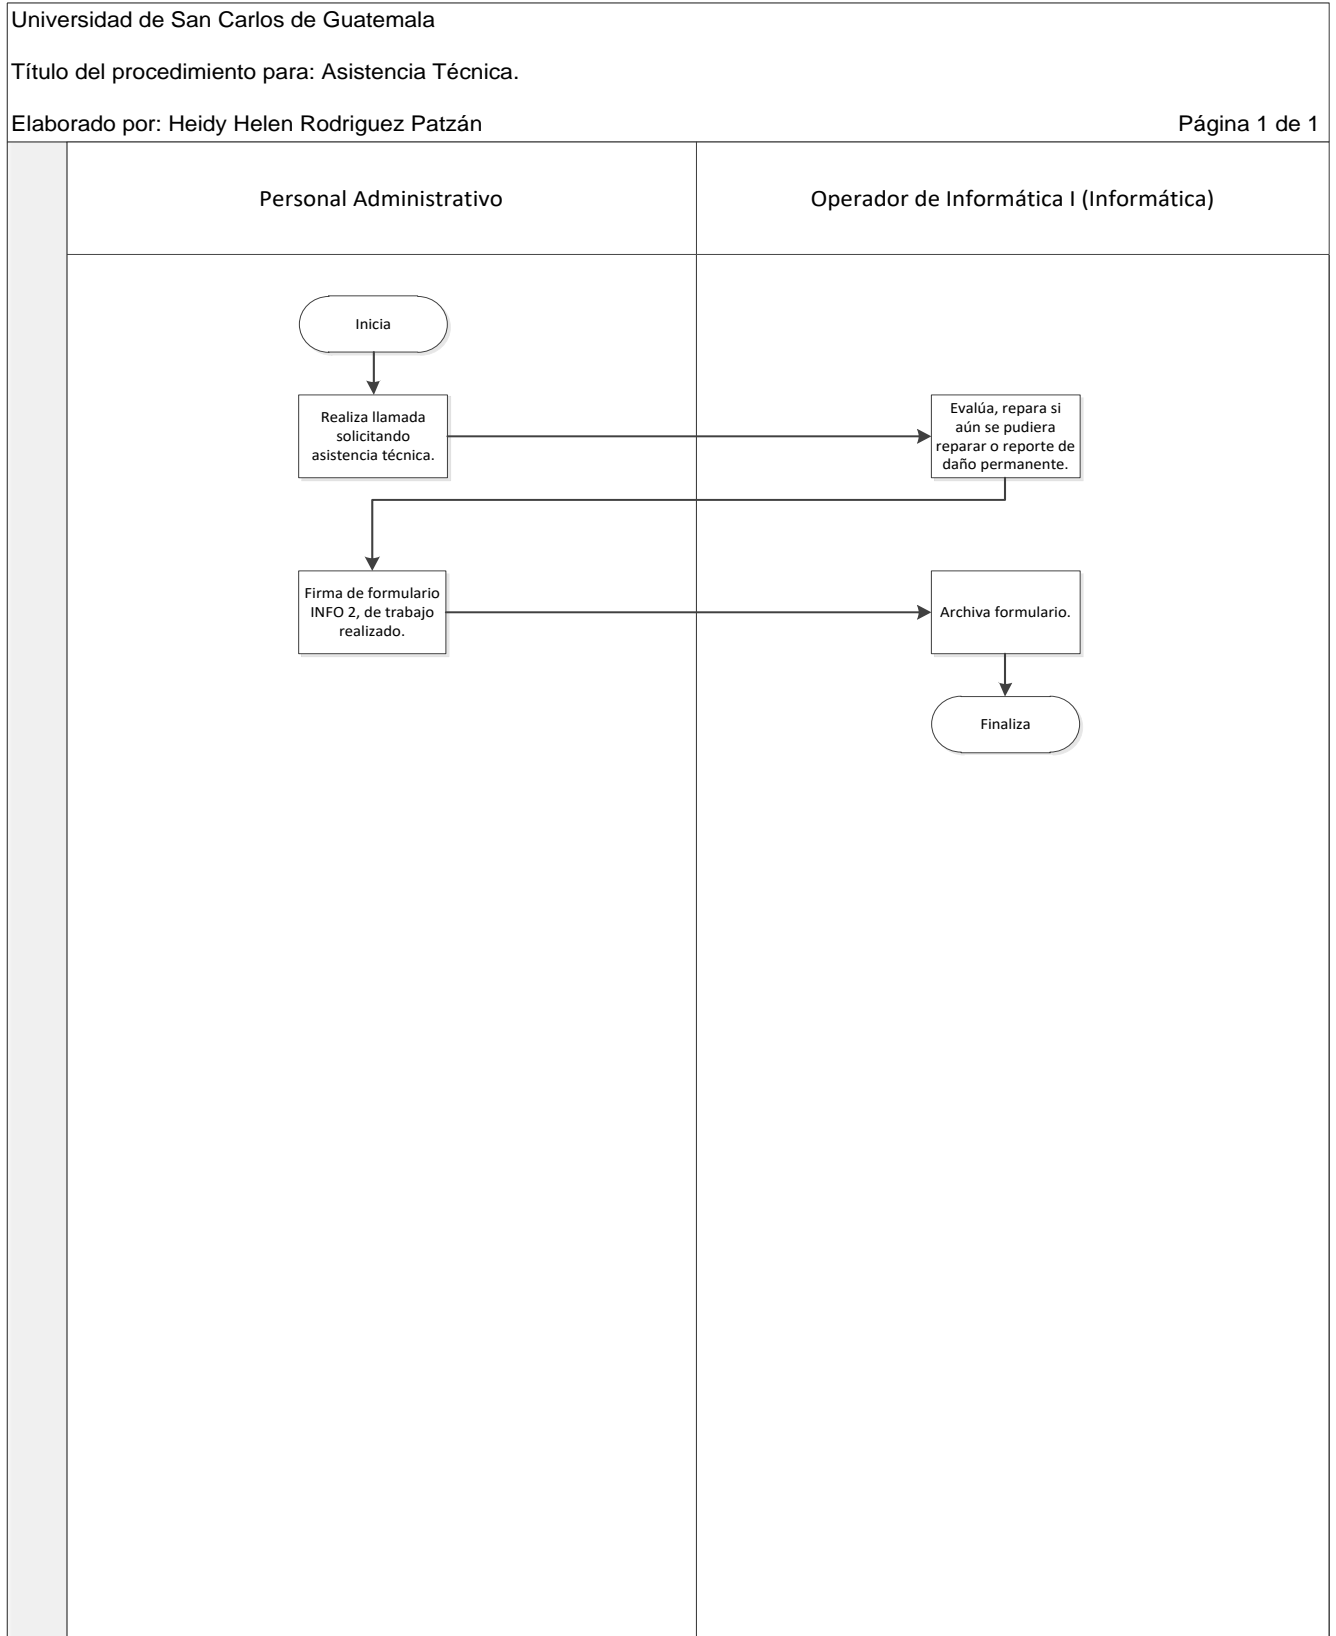 Universidad de San Carlos de Guatemala
Título del procedimiento para: Asistencia Técnica.
Elaborado por: Heidy Helen Rodriguez Patzán
Página 1 de 1
Personal Administrativo
Operador de Informática I (Informática)
Inicia
Realiza llamada
solicitando
asistencia técnica.
Evalúa, repara si
aún se pudiera
reparar o reporte de
daño permanente.
Firma de formulario
INFO 2, de trabajo
realizado.
Archiva formulario.
Finaliza